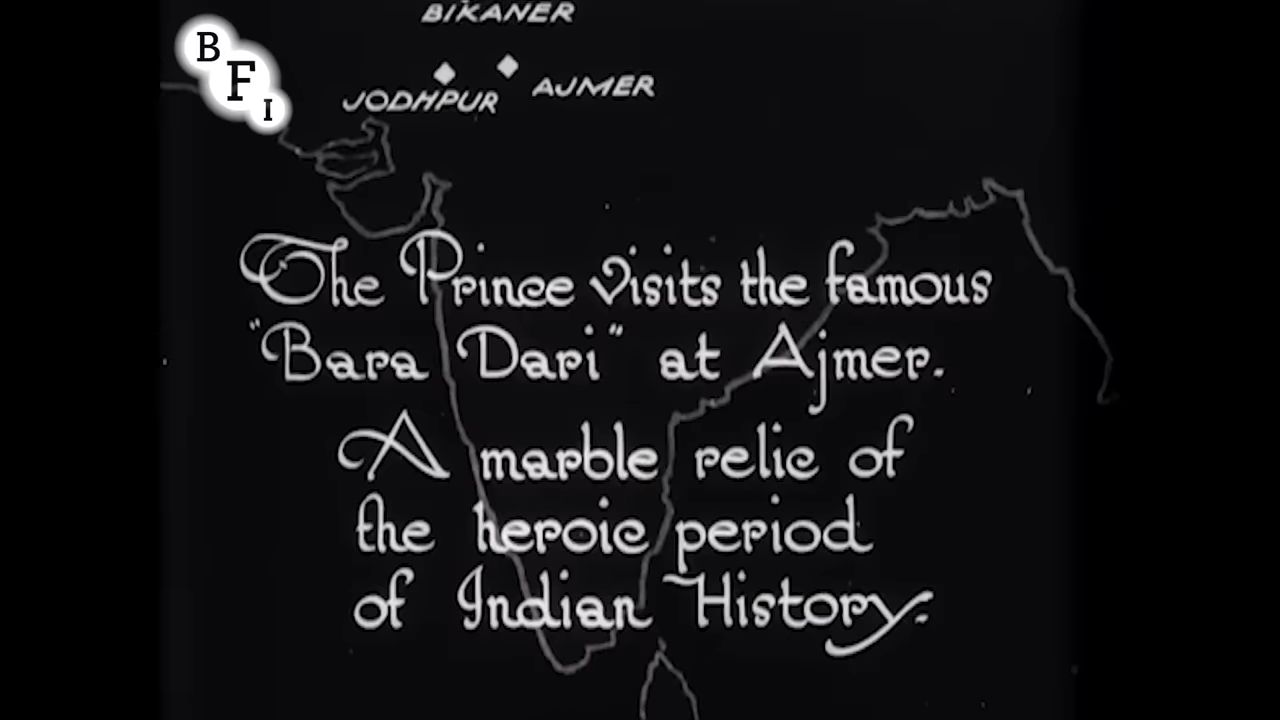 BFI
BIKANER
JODHPUR
AJMER
The Prince visits the famous
"Bara Dari" at Ajmer.
A marble relic of
the heroic period
of Indian History.